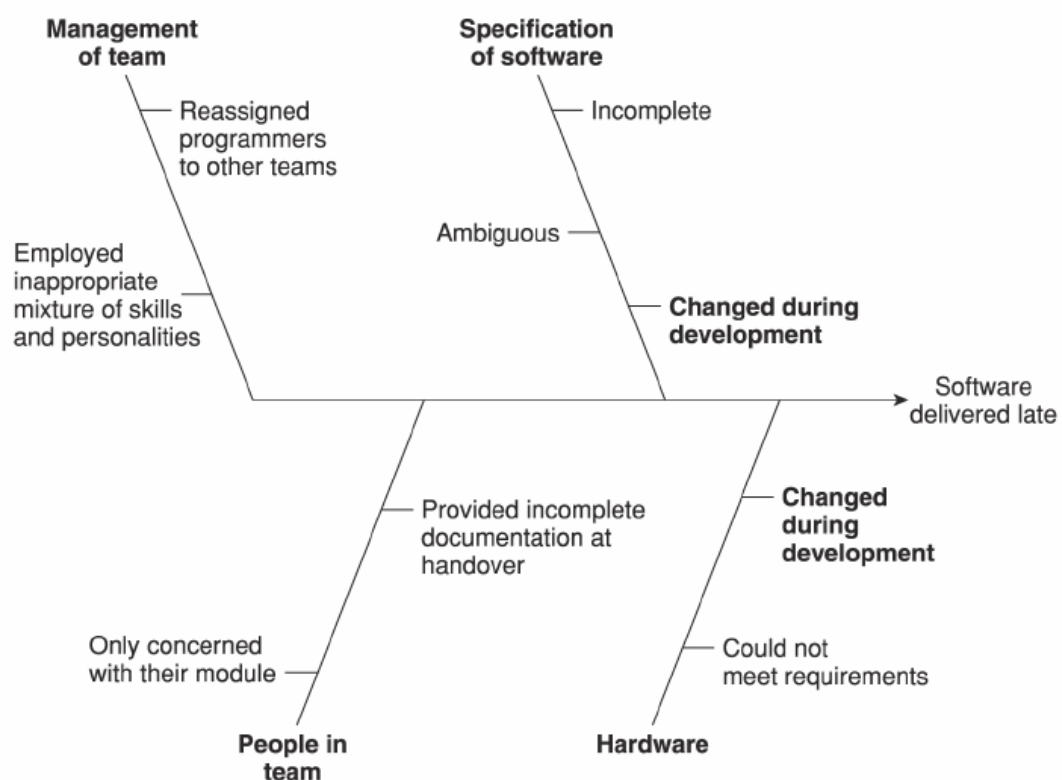 Management
of team
Specification
of software
Reassigned
programmers
to other teams
Incomplete
Ambiguous
Employed
inappropriate
mixture of skills
and personalities
Changed during
development
Software
delivered late
Provided incomplete
documentation at
handover
Changed
during
development
Only concerned
with their module
Could not
meet requirements
People in
team
Hardware